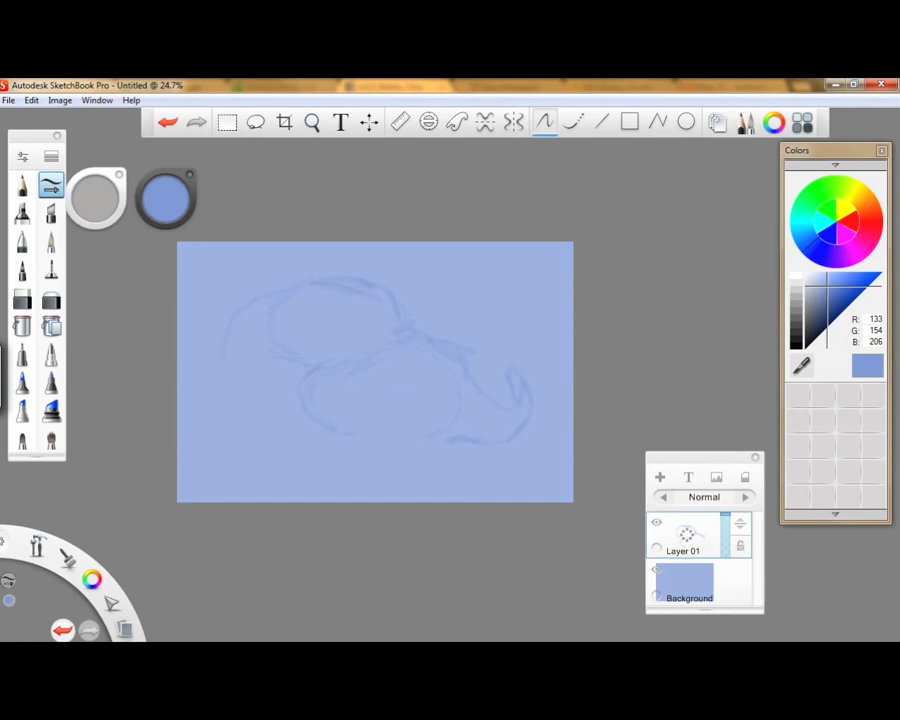 Autodesk SketchBook Pro - Untitled @ 24.7%
File Edit Image Window Help
T
Colors
R: 133
G: 154
B: 206
T
Normal
Layer 01
Background